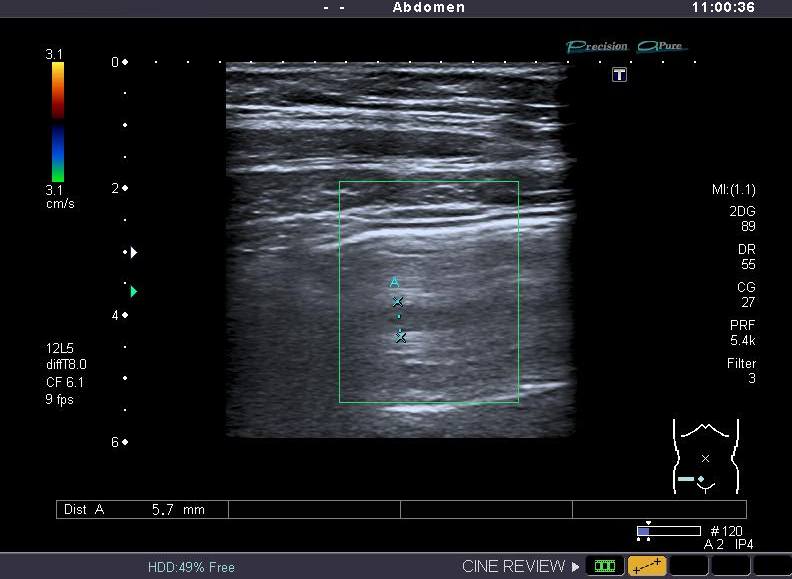 - - Abdomen 11:00:36
Precision APure
T
3.1
3.1
cm/s
0
2
4
6
A
MI:(1.1)
2DG
89
DR
55
CG
27
PRF
5.4k
Filter
3
12L5
diffT8.0
CF 6.1
9 fps
Dist A 5.7 mm
#120
A 2 IP4
HDD:49% Free
CINE REVIEW